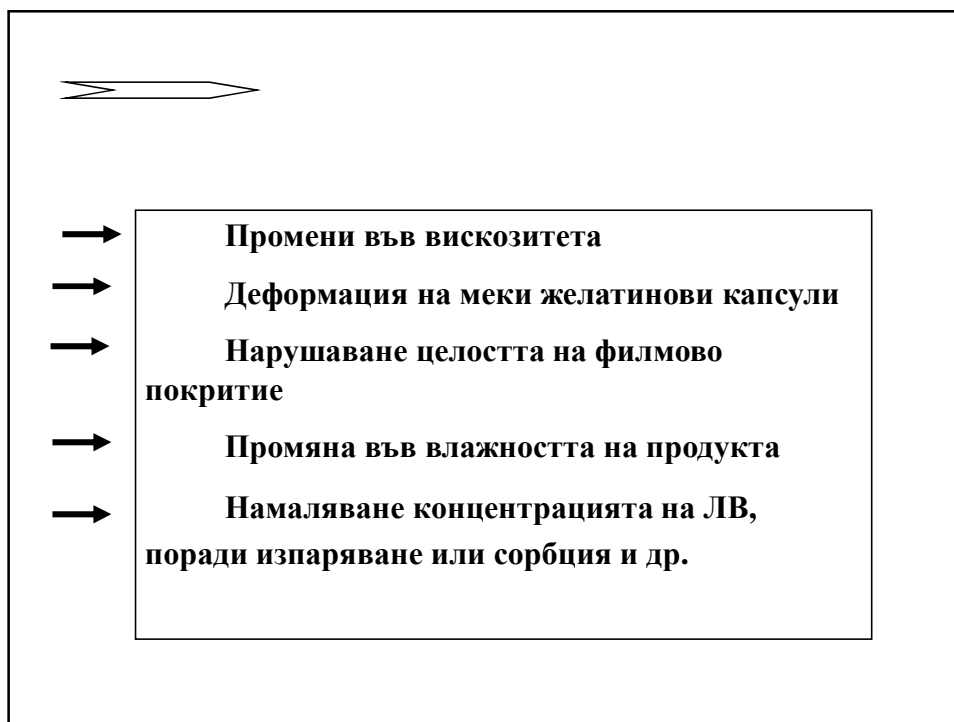 Промени във вискозитета
Деформация на меки желатинови капсули
Нарушаване целостта на филмово
покритие
Промяна във влажността на продукта
Намаляване концентрацията на ЛВ,
поради изпаряване или сорбция и др.